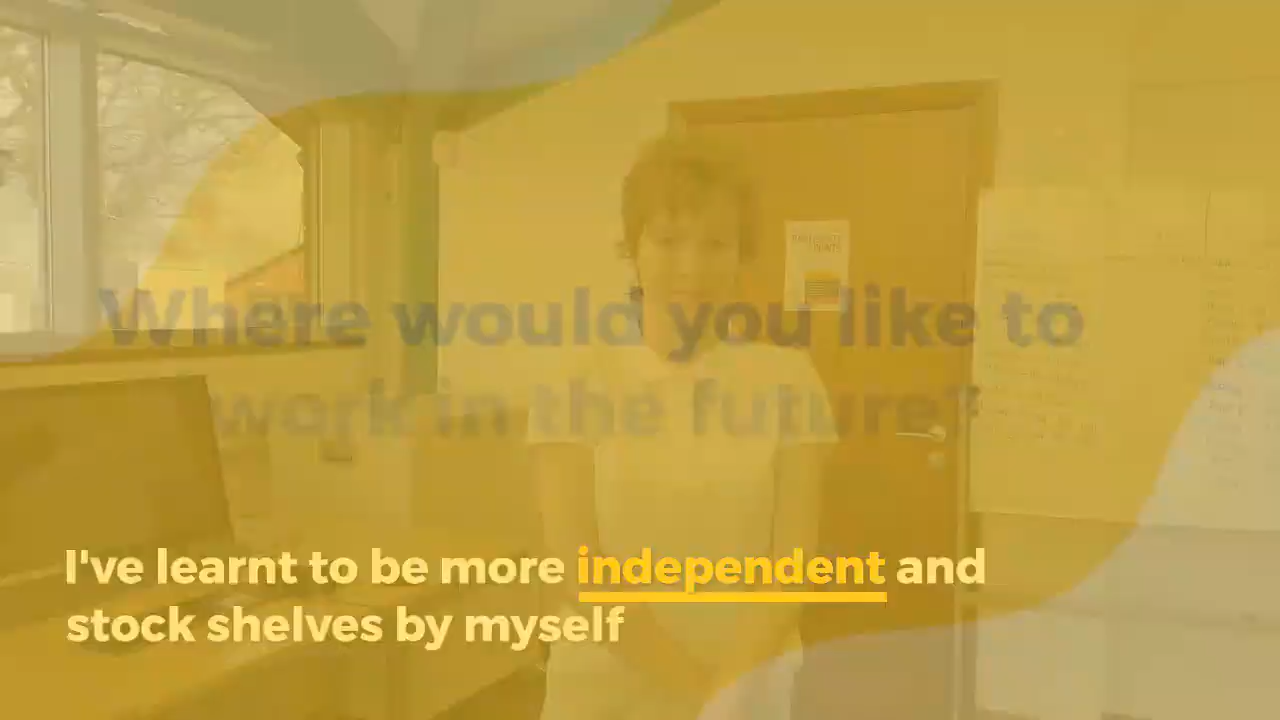 Where would you like to
work in the future?
I've learnt to be more independent and
stock shelves by myself